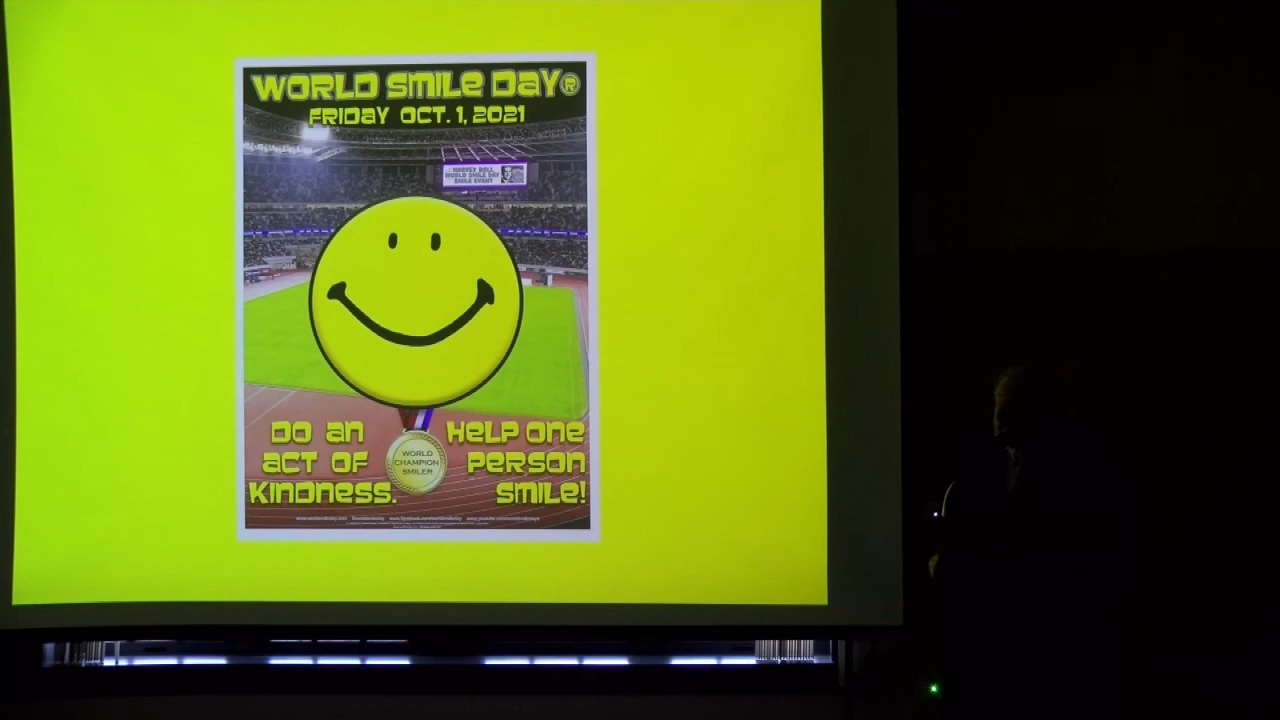 WORLD SMILE DAY®
FRIDAY OCT. 1, 2021
HARVEY BALL
WORLD SMILE DAY
SMILE EVENT
DO AN
ACT OF
KINDNESS.
WORLD
CHAMPION
SMILER
HELP ONE
PERSON
SMILE!